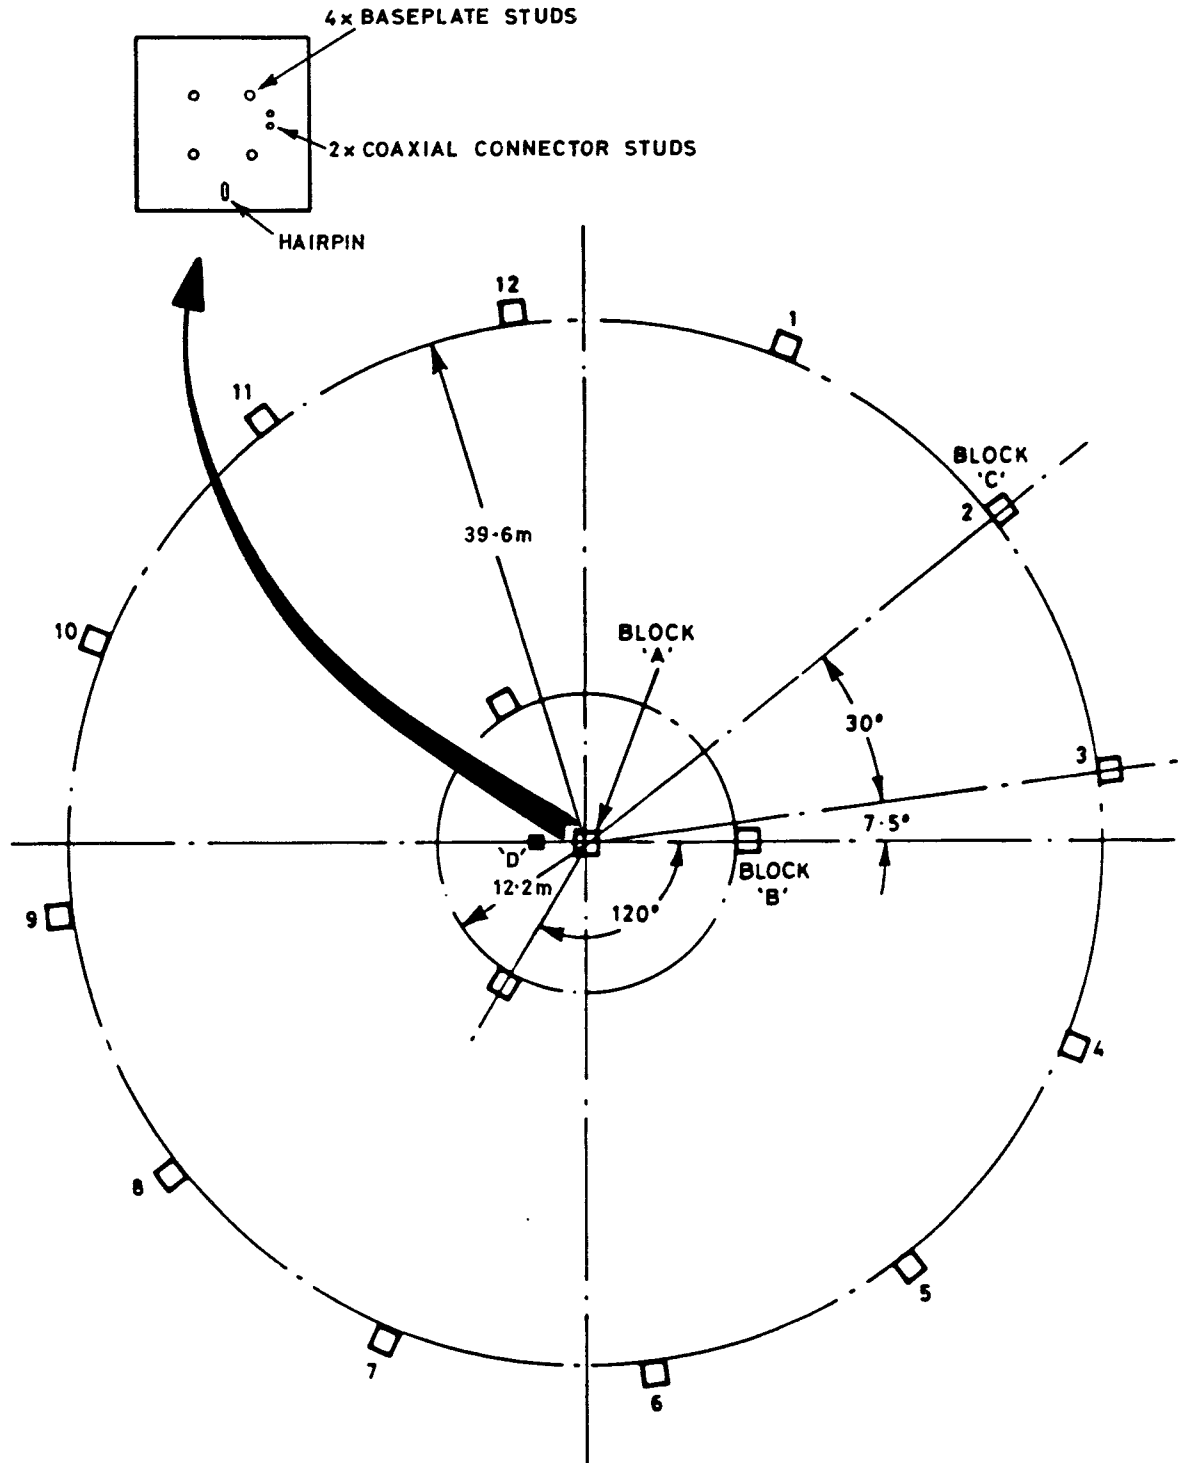 4x BASEPLATE STUDS
2x COAXIAL CONNECTOR STUDS
HAIRPIN
12
1
11
BLOCK
'C'
2
39·6m
10
BLOCK
'A'
30°
3
7·5°
'D'
BLOCK
'B'
12·2m
120°
9
4
8
5
7
6